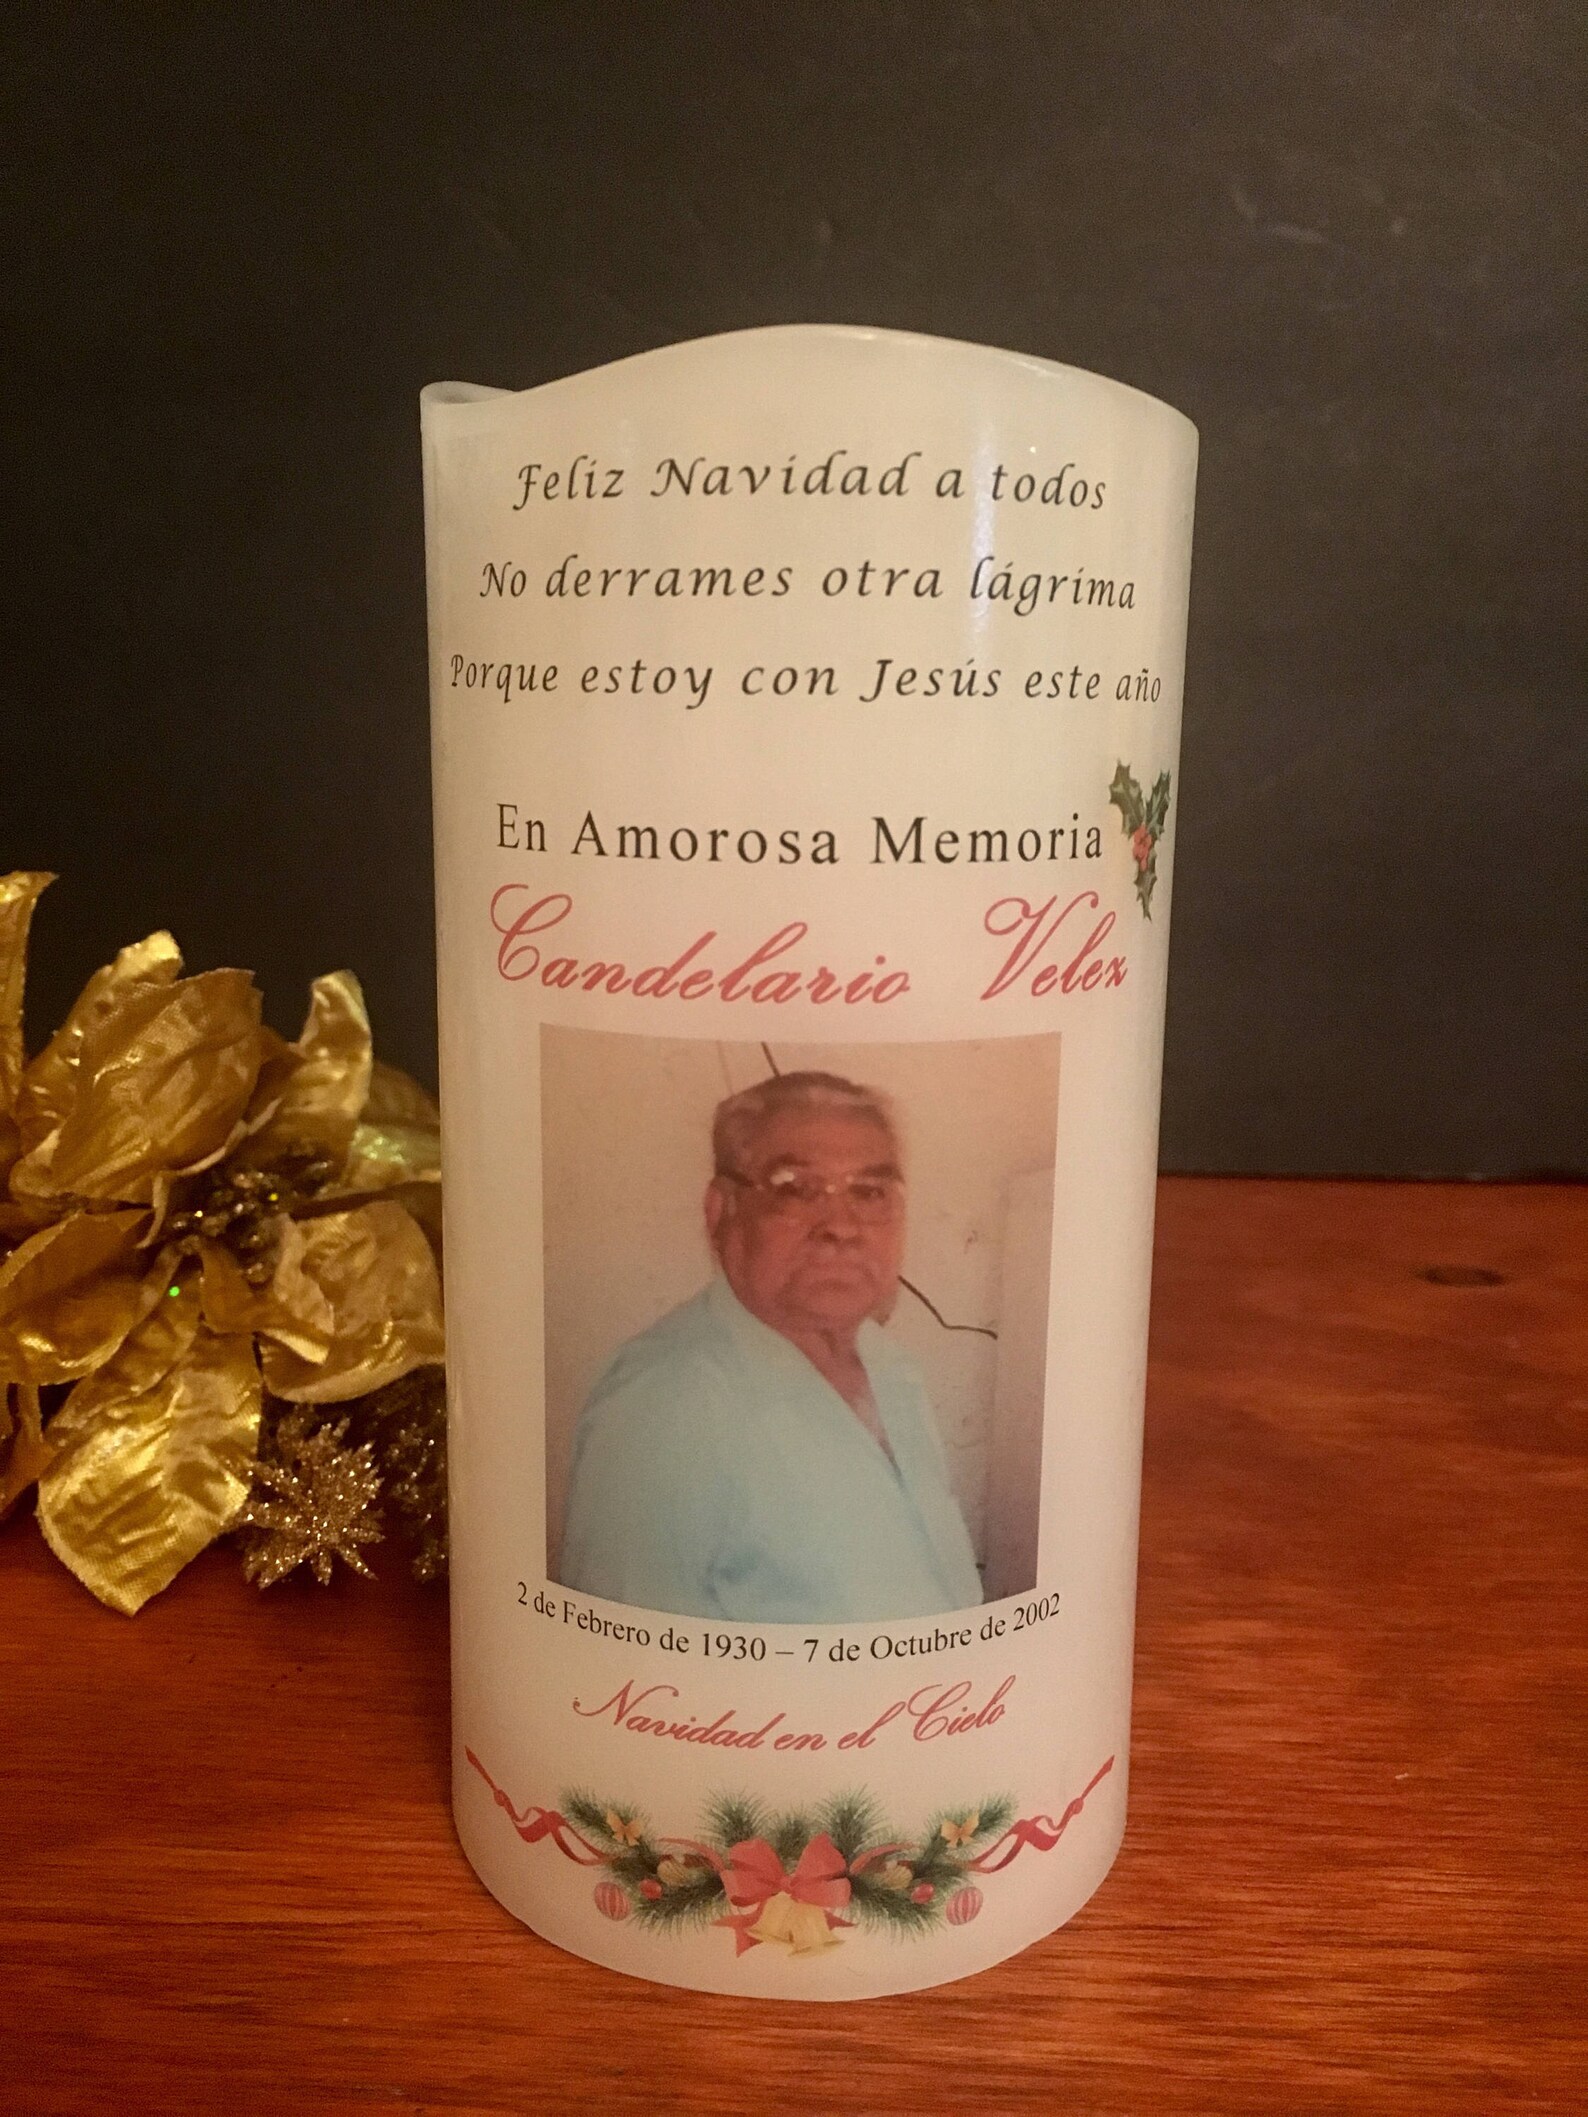 Feliz Navidad a todos
No derrames otra lágrima
Porque estoy con Jesús este año
En Amorosa Memoria
Candelario Velez
2 de Febrero de 1930 – 7 de Octubre de 2002
Navidad en el Cielo